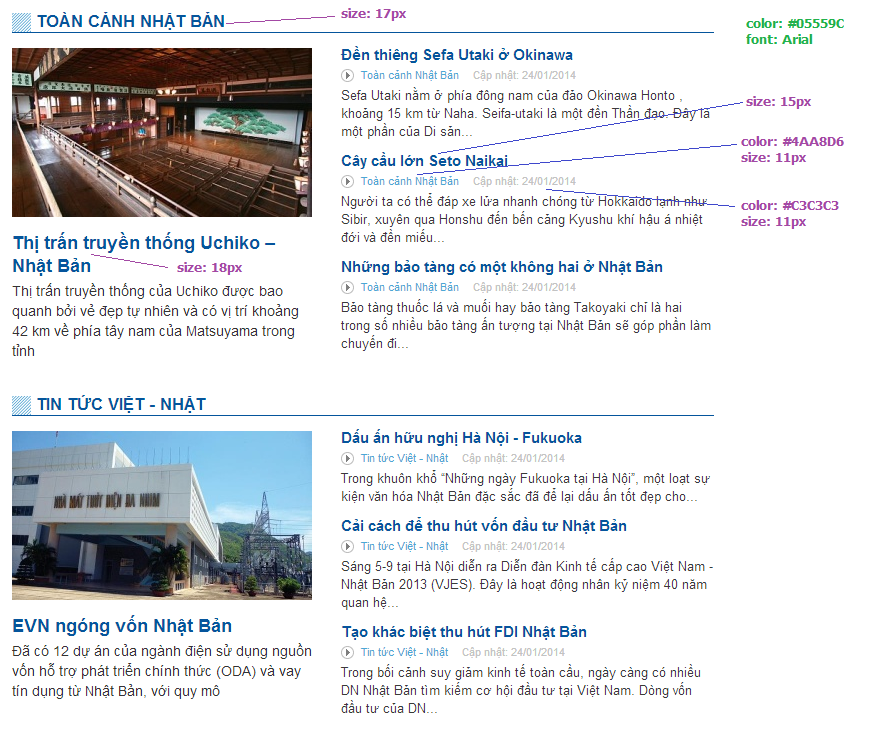 TOÀN CẢNH NHẬT BẢN
size: 17px
color: #05559C
font: Arial
Đền thiêng Sefa Utaki ở Okinawa
Toàn cảnh Nhật Bản Cập nhật: 24/01/2014
Sefa Utaki nằm ở phía đông nam của đảo Okinawa Honto ,
khoảng 15 km từ Naha. Seifa-utaki là một đền Thần đạo. Đây là
một phần của Di sản...
size: 15px
Cây cầu lớn Seto Naikai
Toàn cảnh Nhật Bản Cập nhật: 24/01/2014
color: #4AA8D6
size: 11px
Người ta có thể đáp xe lửa nhanh chóng từ Hokkaido lạnh như
Sibir, xuyên qua Honshu đến bến cảng Kyushu khí hậu á nhiệt
đới và đền miếu...
color: #C3C3C3
size: 11px
Thị trấn truyền thống Uchiko –
Nhật Bản
size: 18px
Thị trấn truyền thống của Uchiko được bao
quanh bởi vẻ đẹp tự nhiên và có vị trí khoảng
42 km về phía tây nam của Matsuyama trong
tỉnh
Những bảo tàng có một không hai ở Nhật Bản
Toàn cảnh Nhật Bản Cập nhật: 24/01/2014
Bảo tàng thuốc lá và muối hay bảo tàng Takoyaki chỉ là hai
trong số nhiều bảo tàng ấn tượng tại Nhật Bản sẽ góp phần làm
chuyến đi...
TIN TỨC VIỆT - NHẬT
NHÀ MÁY THỦY ĐIỆN ĐA NHIM
EVN ngóng vốn Nhật Bản
Đã có 12 dự án của ngành điện sử dụng nguồn
vốn hỗ trợ phát triển chính thức (ODA) và vay
tín dụng từ Nhật Bản, với quy mô
Dấu ấn hữu nghị Hà Nội - Fukuoka
Tin tức Việt - Nhật Cập nhật: 24/01/2014
Trong khuôn khổ “Những ngày Fukuoka tại Hà Nội”, một loạt sự
kiện văn hóa Nhật Bản đặc sắc đã để lại dấu ấn tốt đẹp cho...
Cải cách để thu hút vốn đầu tư Nhật Bản
Tin tức Việt - Nhật Cập nhật: 24/01/2014
Sáng 5-9 tại Hà Nội diễn ra Diễn đàn Kinh tế cấp cao Việt Nam -
Nhật Bản 2013 (VJES). Đây là hoạt động nhân kỷ niệm 40 năm
quan hệ...
Tạo khác biệt thu hút FDI Nhật Bản
Tin tức Việt - Nhật Cập nhật: 24/01/2014
Trong bối cảnh suy giảm kinh tế toàn cầu, ngày càng có nhiều
DN Nhật Bản tìm kiếm cơ hội đầu tư tại Việt Nam. Dòng vốn
đầu tư của DN...